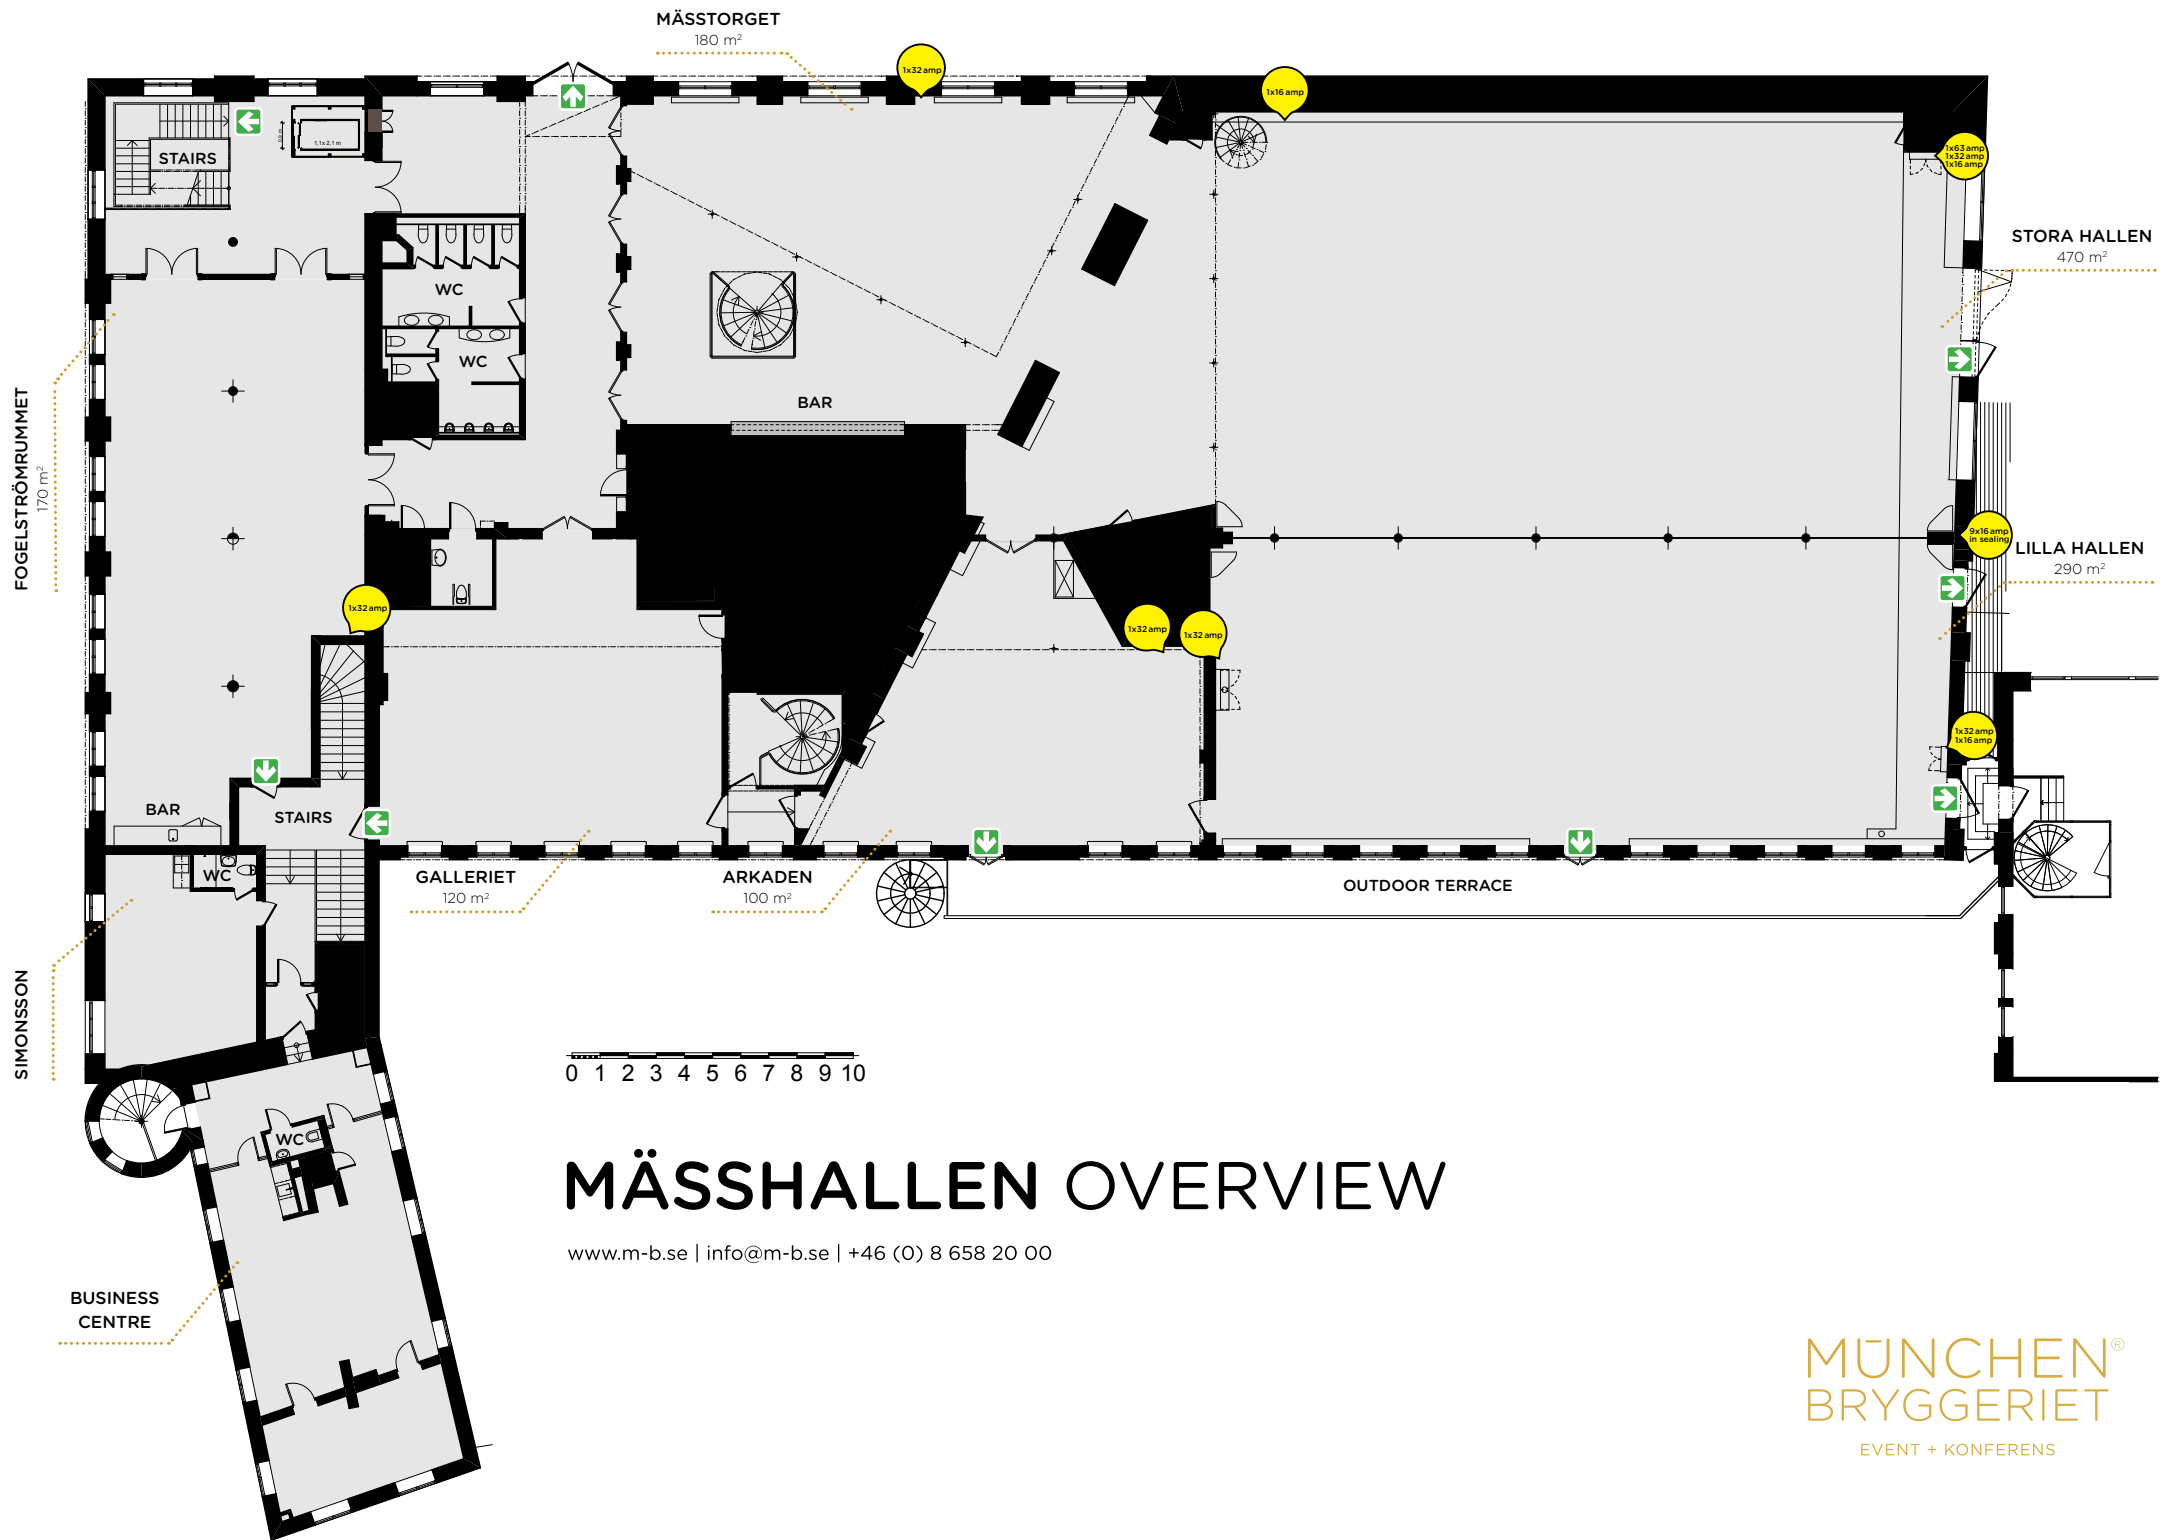 MÄSSTORGET
180 m²
1x32 amp
1x16 amp
1x63 amp
1x32 amp
1x16 amp
STAIRS
1,1 x 2,1 m
STORA HALLEN
470 m²
WC
WC
BAR
FOGELSTRÖMRUMMET
170 m²
9x16 amp
in sealing
LILLA HALLEN
290 m²
1x32 amp
1x32 amp
1x32 amp
1x32 amp
1x16 amp
BAR
STAIRS
WC
GALLERIET
120 m²
ARKADEN
100 m²
OUTDOOR TERRACE
SIMONSSON
0 1 2 3 4 5 6 7 8 9 10
WC
MÄSSHALLEN OVERVIEW
www.m-b.se | info@m-b.se | +46 (0) 8 658 20 00
BUSINESS
CENTRE
MÜNCHEN®
BRYGGERIET
EVENT + KONFERENS